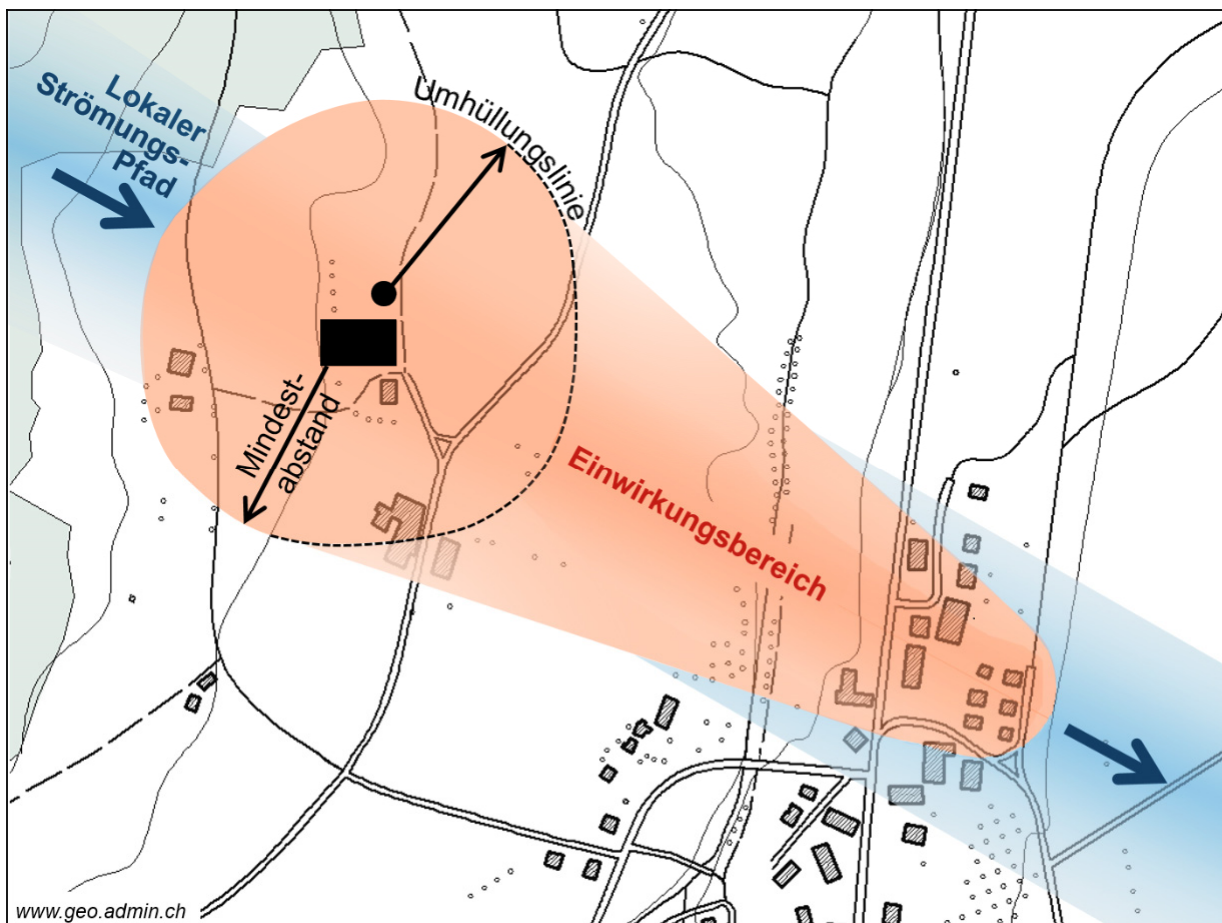 Lokaler
Strömungs-
Pfad
Umhüllungslinie
Mindest-
abstand
Einwirkungsbereich
www.geo.admin.ch